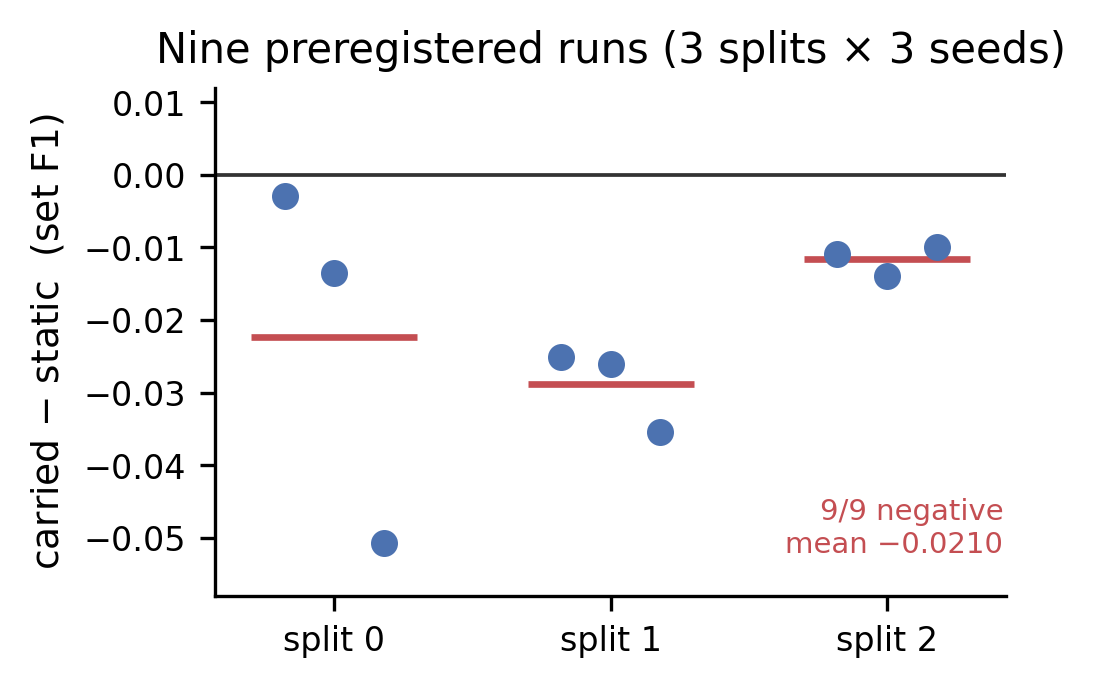 Nine preregistered runs (3 splits × 3 seeds)
carried − static (set F1)
0.01
0.00
−0.01
−0.02
−0.03
−0.04
−0.05
9/9 negative
mean −0.0210
split 0
split 1
split 2